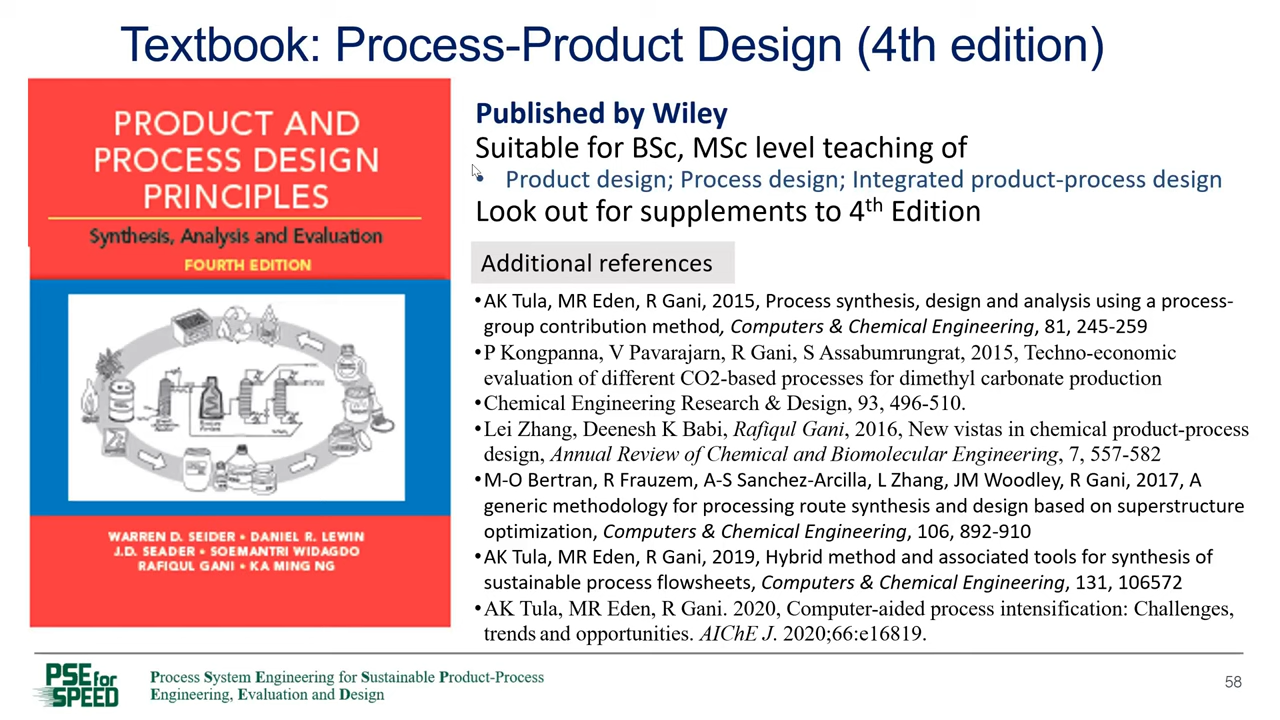 Textbook: Process-Product Design (4th edition)
PRODUCT AND
PROCESS DESIGN
PRINCIPLES
Synthesis, Analysis and Evaluation
FOURTH EDITION
WARREN D. SEIDER • DANIEL R. LEWIN
J.D. SEADER • SOEMANTRI WIDAGDO
RAFIQUL GANI • KA MING NG
Published by Wiley
Suitable for BSc, MSc level teaching of
• Product design; Process design; Integrated product-process design
Look out for supplements to 4th Edition
Additional references
•AK Tula, MR Eden, R Gani, 2015, Process synthesis, design and analysis using a process-
group contribution method, Computers & Chemical Engineering, 81, 245-259
•P Kongpanna, V Pavarajarn, R Gani, S Assabumrungrat, 2015, Techno-economic
evaluation of different CO2-based processes for dimethyl carbonate production
•Chemical Engineering Research & Design, 93, 496-510.
•Lei Zhang, Deenesh K Babi, Rafiqul Gani, 2016, New vistas in chemical product-process
design, Annual Review of Chemical and Biomolecular Engineering, 7, 557-582
•M-O Bertran, R Frauzem, A-S Sanchez-Arcilla, L Zhang, JM Woodley, R Gani, 2017, A
generic methodology for processing route synthesis and design based on superstructure
optimization, Computers & Chemical Engineering, 106, 892-910
•AK Tula, MR Eden, R Gani, 2019, Hybrid method and associated tools for synthesis of
sustainable process flowsheets, Computers & Chemical Engineering, 131, 106572
•AK Tula, MR Eden, R Gani. 2020, Computer-aided process intensification: Challenges,
trends and opportunities. AIChE J. 2020;66:e16819.
PSE for
SPEED
Process System Engineering for Sustainable Product-Process
Engineering, Evaluation and Design
58